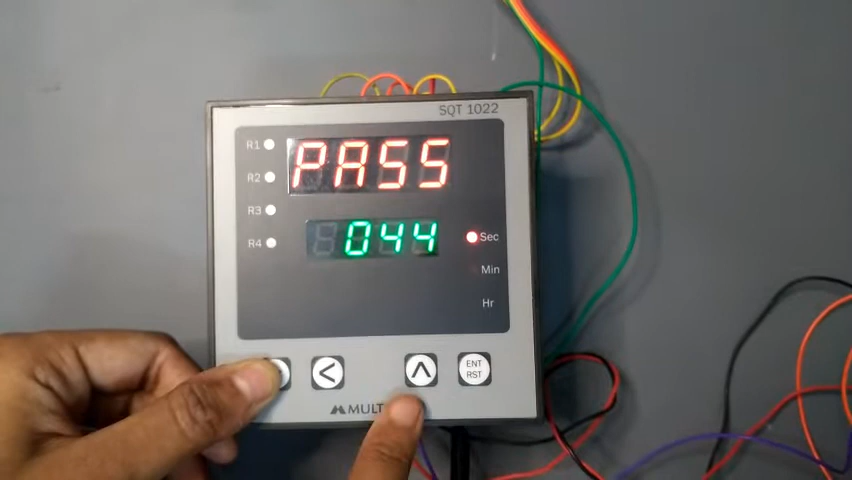 SQT 1022
R1
PASS
R2
R3
R4
044
Sec
Min
Hr
ENT
RST
MULT